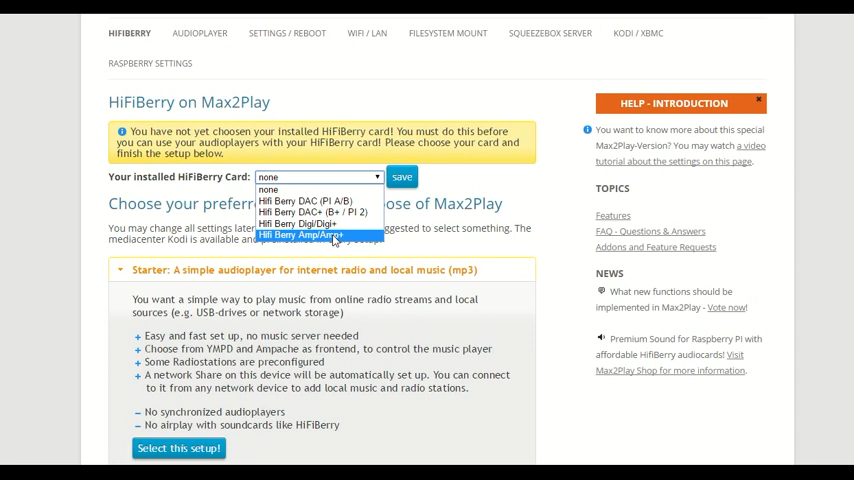 HIFIBERRY AUDIOPLAYER SETTINGS / REBOOT WIFI / LAN FILESYSTEM MOUNT SQUEEZEBOX SERVER KODI / XBMC
RASPBERRY SETTINGS
HiFiBerry on Max2Play
You have not yet choosen your installed HiFiBerry card! You must do this before
you can use your audioplayers with your HiFiBerry card! Please choose your card and
finish the setup below.
Your installed HiFiBerry Card: none save
none
Hifi Berry DAC (PI A/B)
Hifi Berry DAC+ (B+ / PI 2)
Hifi Berry Digi/Digi+
Hifi Berry Amp/Amp+
Choose your prefer pose of Max2Play
You may change all settings later ggested to select something. The
mediacenter Kodi is available and
Starter: A simple audioplayer for internet radio and local music (mp3)
You want a simple way to play music from online radio streams and local
sources (e.g. USB-drives or network storage)
+ Easy and fast set up, no music server needed
+ Choose from YMPD and Ampache as frontend, to control the music player
+ Some Radiostations are preconfigured
+ A network Share on this device will be automatically set up. You can connect
to it from any network device to add local music and radio stations.
− No synchronized audioplayers
− No airplay with soundcards like HiFiBerry
Select this setup!
HELP - INTRODUCTION
You want to know more about this special
Max2Play-Version? You may watch a video
tutorial about the settings on this page.
TOPICS
Features
FAQ - Questions & Answers
Addons and Feature Requests
NEWS
What new functions should be
implemented in Max2Play - Vote now!
Premium Sound for Raspberry PI with
affordable HiFiBerry audiocards! Visit
Max2Play Shop for more information.